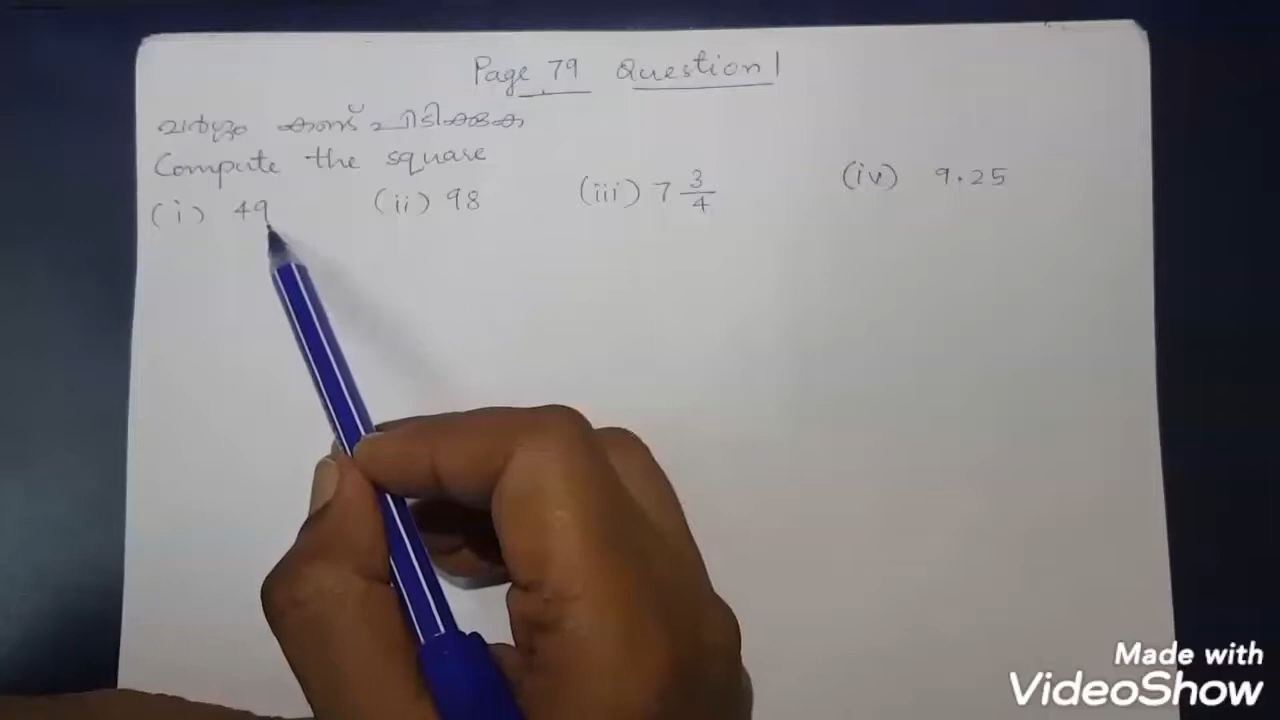 Page 79 Question 1
വർഗ്ഗം കണ്ട് പിടിക്കുക
Compute the square
(i) 49 (ii) 98 (iii) 7 3/4 (iv) 9.25
Made with
VideoShow